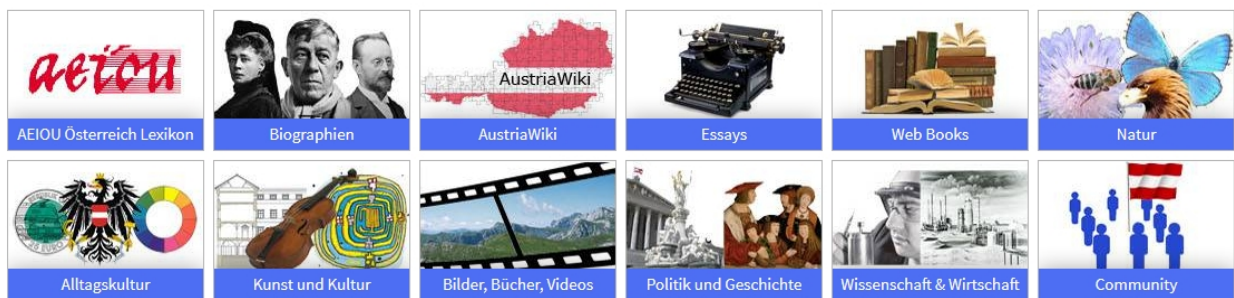 aeiou
AustriaWiki
AEIOU Österreich Lexikon
Biographien
AustriaWiki
Essays
Web Books
Natur
Alltagskultur
Kunst und Kultur
Bilder, Bücher, Videos
Politik und Geschichte
Wissenschaft & Wirtschaft
Community